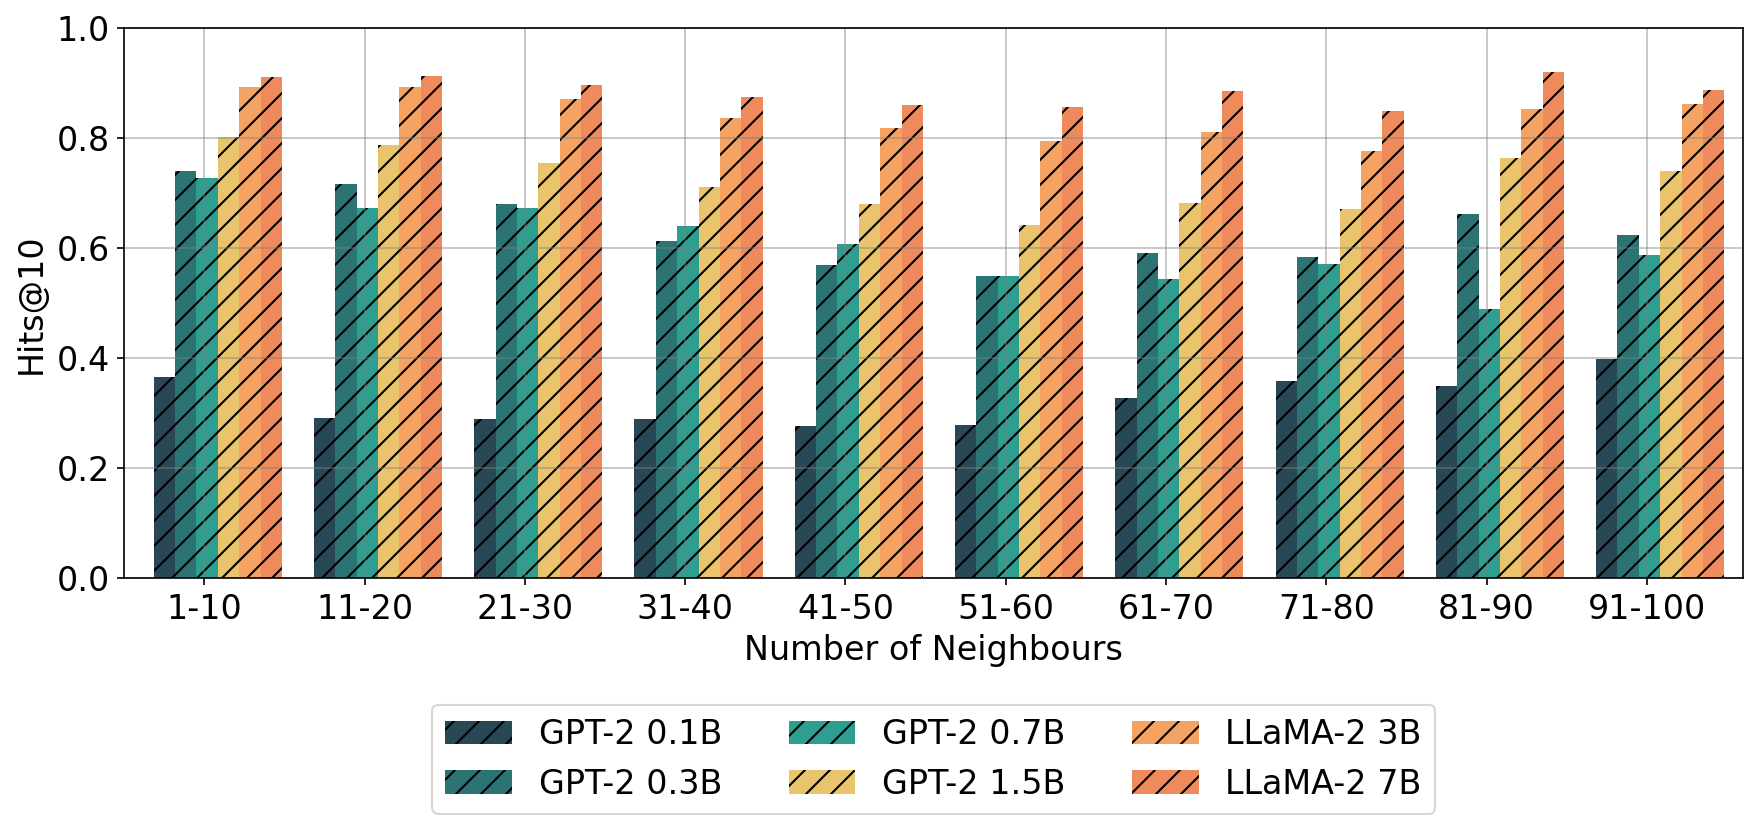 1.0
0.8
0.6
0.4
0.2
0.0
Hits@10
1-10 11-20 21-30 31-40 41-50 51-60 61-70 71-80 81-90 91-100
Number of Neighbours
GPT-2 0.1B GPT-2 0.7B LLaMA-2 3B
GPT-2 0.3B GPT-2 1.5B LLaMA-2 7B